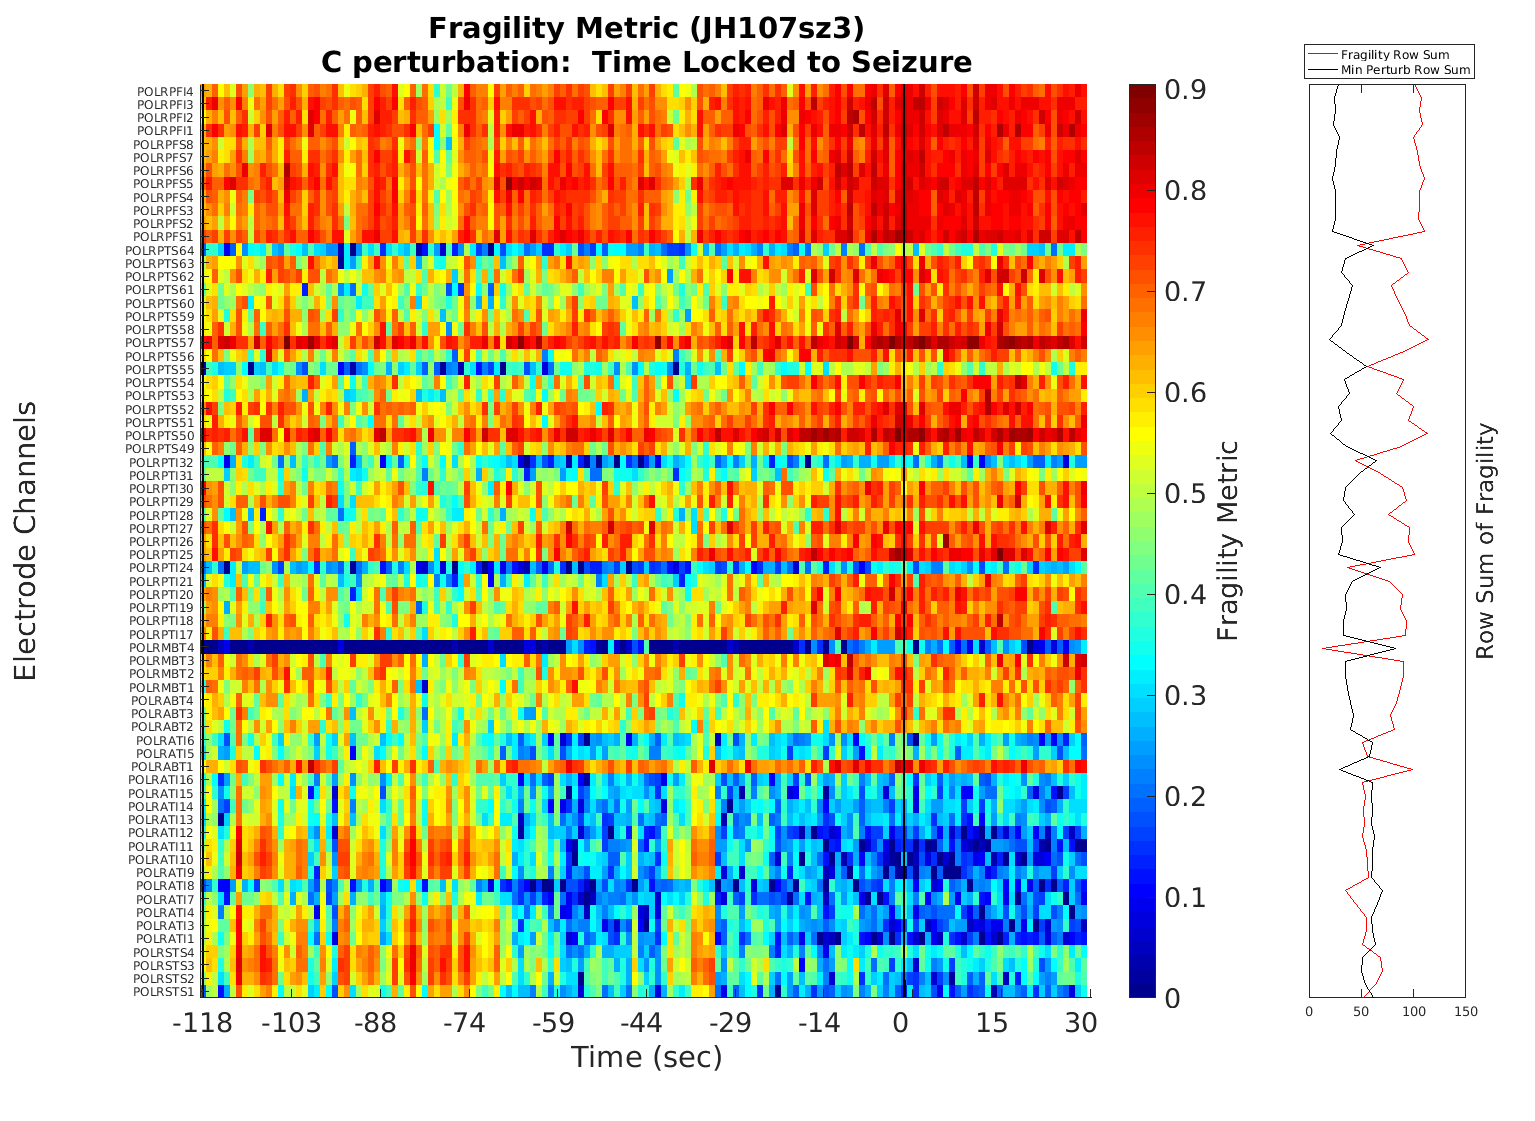 Fragility Metric (JH107sz3)
C perturbation:  Time Locked to Seizure
Electrode Channels
POLRPFI4
POLRPFI3
POLRPFI2
POLRPFI1
POLRPFS8
POLRPFS7
POLRPFS6
POLRPFS5
POLRPFS4
POLRPFS3
POLRPFS2
POLRPFS1
POLRPTS64
POLRPTS63
POLRPTS62
POLRPTS61
POLRPTS60
POLRPTS59
POLRPTS58
POLRPTS57
POLRPTS56
POLRPTS55
POLRPTS54
POLRPTS53
POLRPTS52
POLRPTS51
POLRPTS50
POLRPTS49
POLRPTI32
POLRPTI31
POLRPTI30
POLRPTI29
POLRPTI28
POLRPTI27
POLRPTI26
POLRPTI25
POLRPTI24
POLRPTI21
POLRPTI20
POLRPTI19
POLRPTI18
POLRPTI17
POLRMBT4
POLRMBT3
POLRMBT2
POLRMBT1
POLRABT4
POLRABT3
POLRABT2
POLRATI6
POLRATI5
POLRABT1
POLRATI16
POLRATI15
POLRATI14
POLRATI13
POLRATI12
POLRATI11
POLRATI10
POLRATI9
POLRATI8
POLRATI7
POLRATI4
POLRATI3
POLRATI1
POLRSTS4
POLRSTS3
POLRSTS2
POLRSTS1
-118 -103 -88 -74 -59 -44 -29 -14 0 15 30
Time (sec)
0.9
0.8
0.7
0.6
0.5
0.4
0.3
0.2
0.1
0
Fragility Metric
Fragility Row Sum
Min Perturb Row Sum
0 50 100 150
Row Sum of Fragility